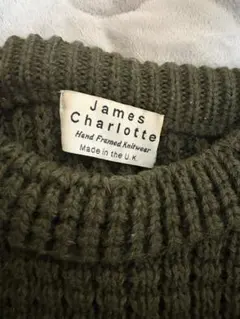 James
Charlotte
Hand Framed Knitwear
Made in the U.K.